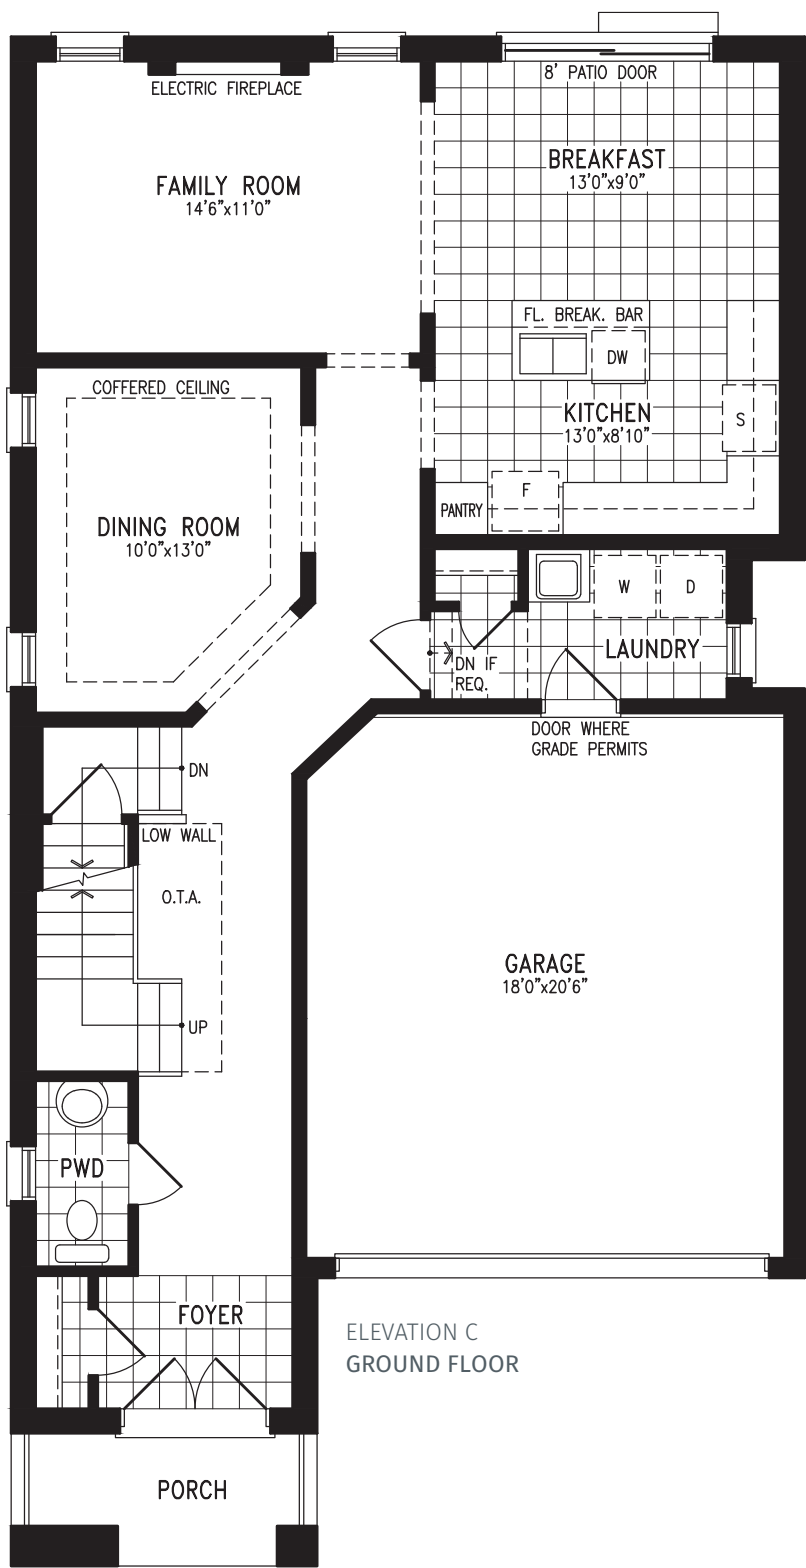 8' PATIO DOOR
ELECTRIC FIREPLACE
BREAKFAST
13'0"x9'0"
FAMILY ROOM
14'6"x11'0"
FL. BREAK. BAR
DW
COFFERED CEILING
KITCHEN
13'0"x8'10"
S
F
PANTRY
DINING ROOM
10'0"x13'0"
W
D
LAUNDRY
DN IF
REQ.
DOOR WHERE
GRADE PERMITS
DN
LOW WALL
O.T.A.
GARAGE
18'0"x20'6"
UP
PWD
FOYER
ELEVATION C
GROUND FLOOR
PORCH